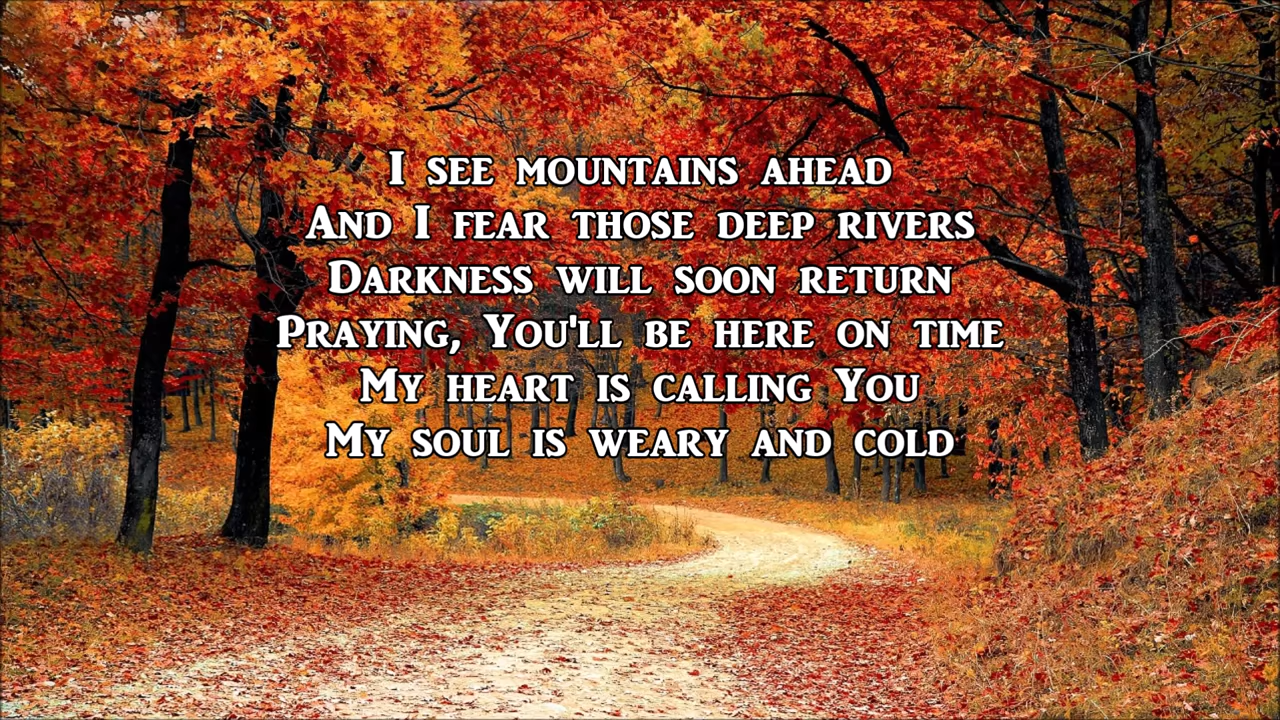 I see mountains ahead
And I fear those deep rivers
Darkness will soon return
Praying, You'll be here on time
My heart is calling You
My soul is weary and cold